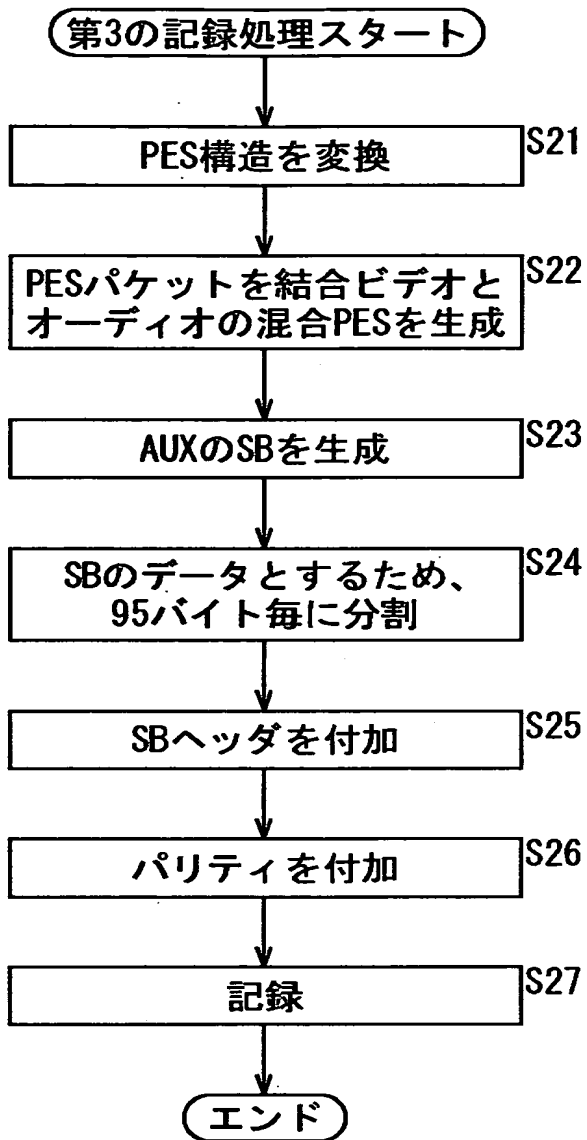 第3の記録処理スタート
S21
PES構造を変換
S22
PESパケットを結合ビデオと
オーディオの混合PESを生成
S23
AUXのSBを生成
S24
SBのデータとするため、
95バイト毎に分割
S25
SBヘッダを付加
S26
パリティを付加
S27
記録
エンド